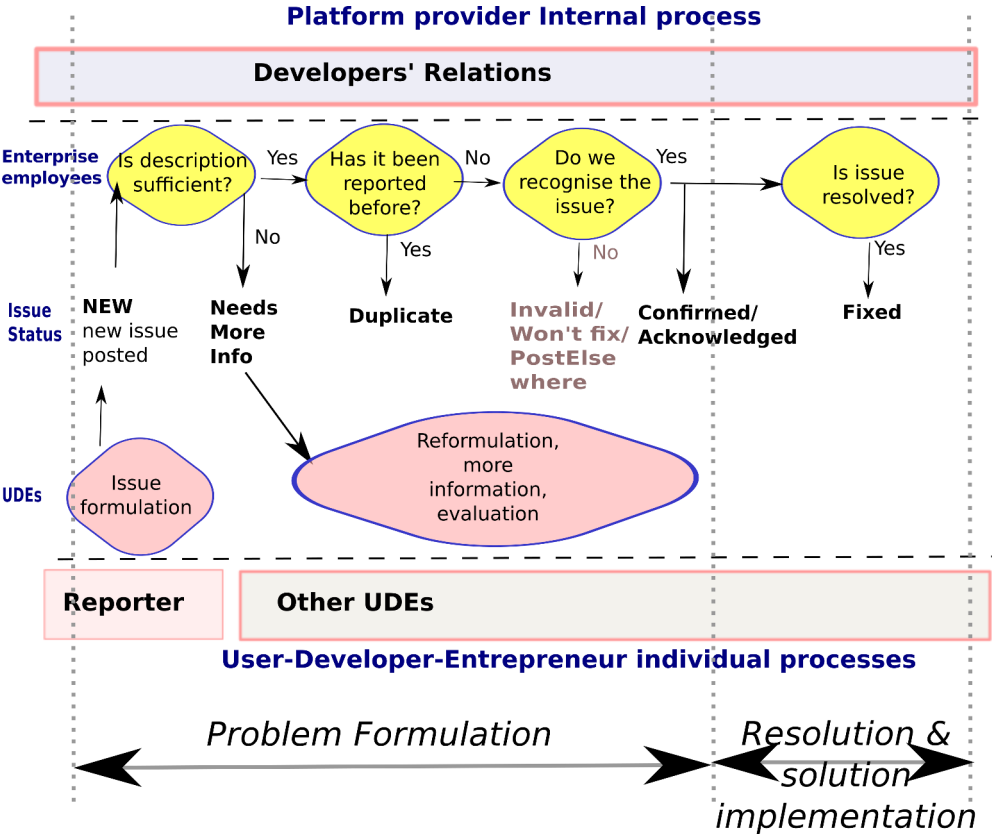 Platform provider Internal process
Developers' Relations
Enterprise
employees
Is description
sufficient?
Yes
Has it been
reported
before?
No
Do we
recognise the
issue?
Yes
Is issue
resolved?
No
Yes
No
Yes
Issue
Status
NEW
new issue
posted
Needs
More
Info
Duplicate
Invalid/
Won't fix/
PostElse
where
Confirmed/
Acknowledged
Fixed
UDEs
Issue
formulation
Reformulation,
more
information,
evaluation
Reporter
Other UDEs
User-Developer-Entrepreneur individual processes
Problem Formulation
Resolution &
solution
implementation